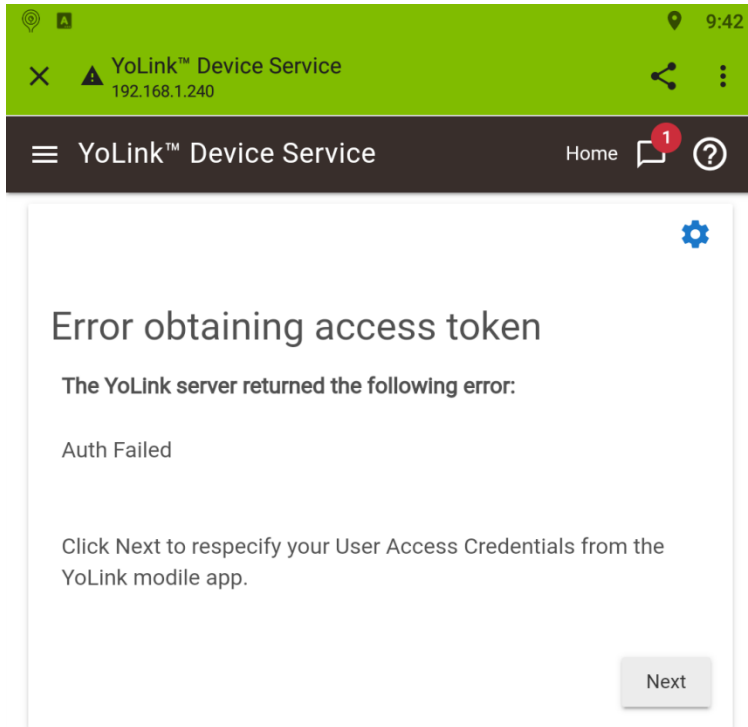 9:42
YoLink™ Device Service
192.168.1.240
YoLink™ Device Service Home 1
Error obtaining access token
The YoLink server returned the following error:
Auth Failed
Click Next to respecify your User Access Credentials from the
YoLink modile app.
Next